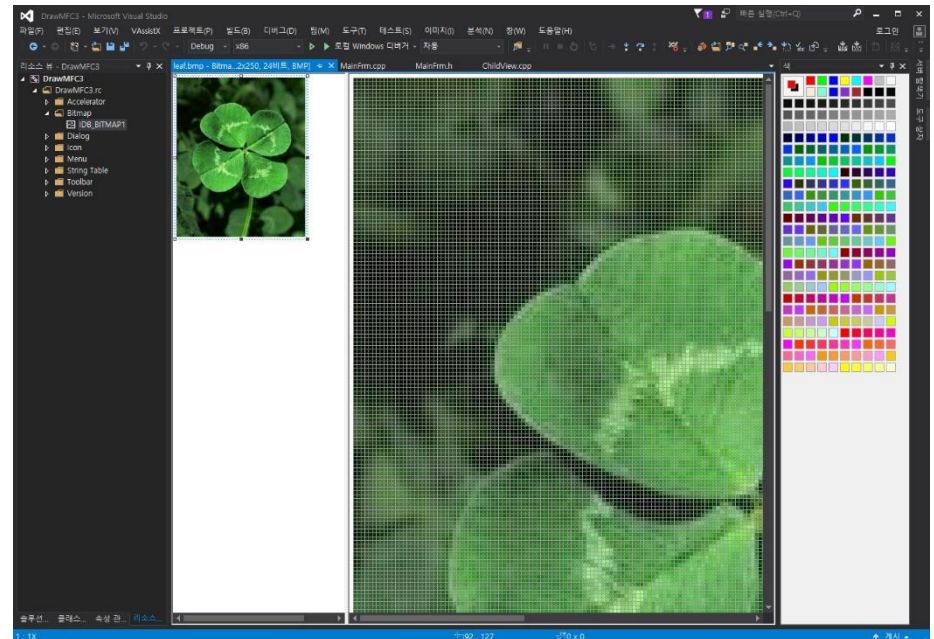 DrawMFC3 - Microsoft Visual Studio
빠른 실행(Ctrl+Q)
파일(F) 편집(E) 보기(V) VAssistX 프로젝트(P) 빌드(B) 디버그(D) 팀(M) 도구(T) 테스트(S) 이미지(I) 분석(N) 창(W) 도움말(H)
로그인
Debug x86 로컬 Windows 디버거 자동
리소스 뷰 - DrawMFC3
leaf.bmp - Bitma...2x250, 24비트, BMP] MainFrm.cpp MainFrm.h ChildView.cpp
색
서버 탐색기
도구 상자
DrawMFC3
DrawMFC3.rc
Accelerator
Bitmap
IDB_BITMAP1
Dialog
Icon
Menu
String Table
Toolbar
Version
솔루션... 클래스... 속성 관... 리소스...
1 : 1X
92, 127
0 x 0
게시